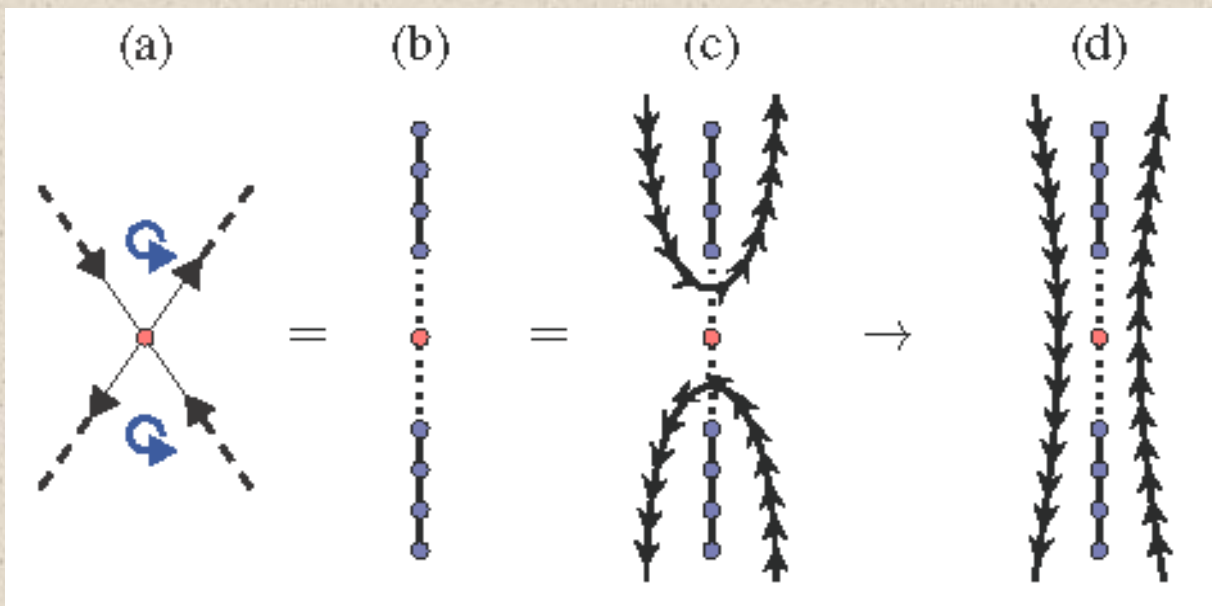 (a) (b) (c) (d)
= = →